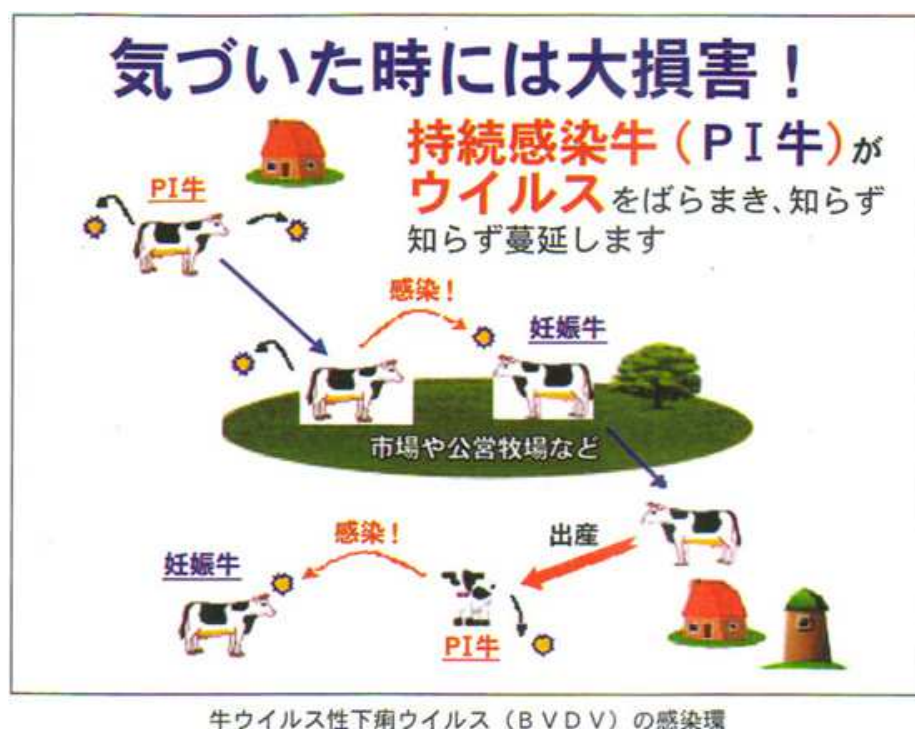 気づいた時には大損害！
持続感染牛（ＰＩ牛）が
ウイルスをばらまき、知らず
知らず蔓延します
PI牛
感染！
妊娠牛
市場や公営牧場など
出産
感染！
妊娠牛
PI牛
牛ウイルス性下痢ウイルス（ＢＶＤＶ）の感染環